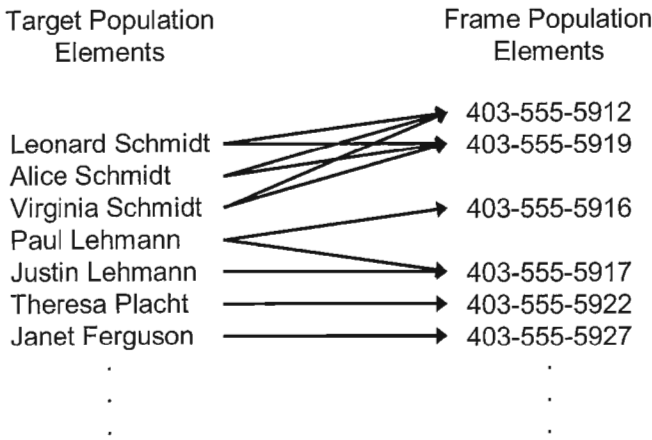 Target Population
Elements
Frame Population
Elements
403-555-5912
Leonard Schmidt 403-555-5919
Alice Schmidt
Virginia Schmidt 403-555-5916
Paul Lehmann
Justin Lehmann 403-555-5917
Theresa Placht 403-555-5922
Janet Ferguson 403-555-5927
. .
. .
. .